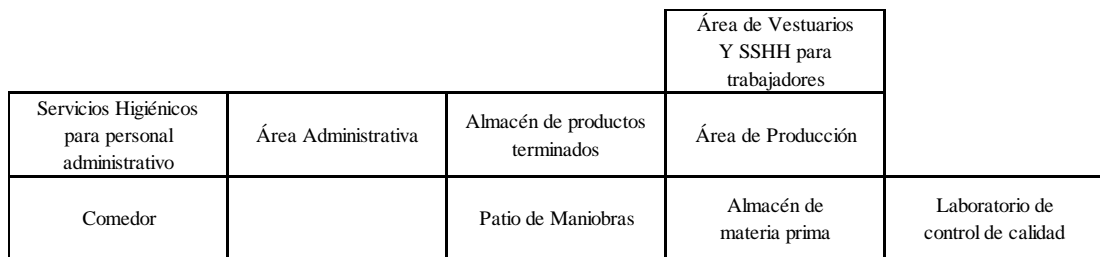 Área de Vestuarios
Y SSHH para
trabajadores
Servicios Higiénicos
para personal
administrativo
Área Administrativa
Almacén de productos
terminados
Área de Producción
Comedor
Patio de Maniobras
Almacén de
materia prima
Laboratorio de
control de calidad